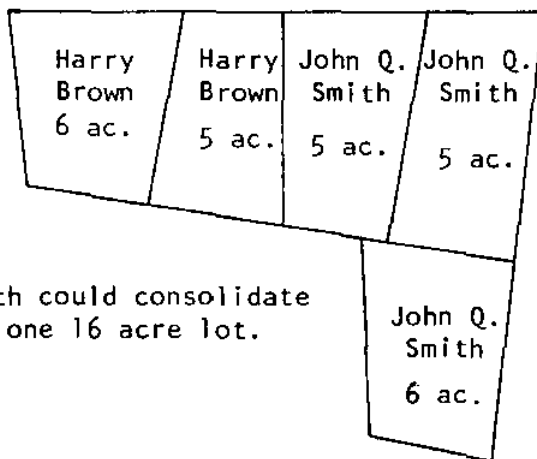 Harry
Brown
6 ac.
Harry
Brown
5 ac.
John Q.
Smith
5 ac.
John Q.
Smith
5 ac.
th could consolidate
one 16 acre lot.
John Q.
Smith
6 ac.